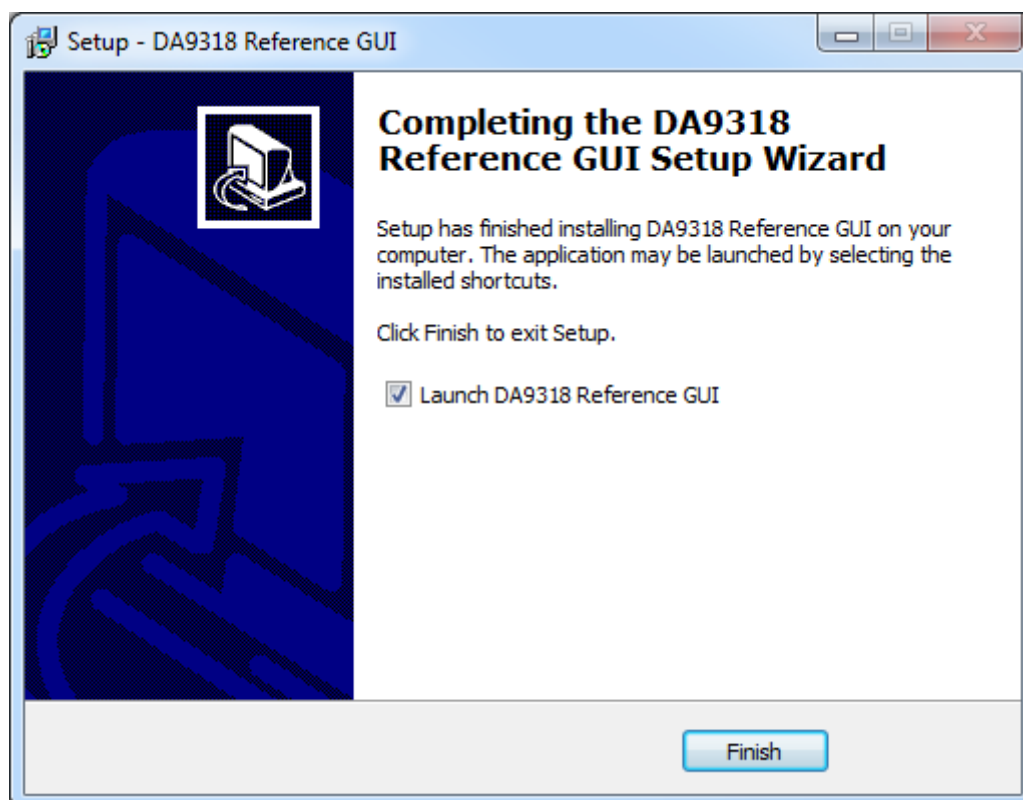 Setup - DA9318 Reference GUI
Completing the DA9318
Reference GUI Setup Wizard
Setup has finished installing DA9318 Reference GUI on your
computer. The application may be launched by selecting the
installed shortcuts.
Click Finish to exit Setup.
Launch DA9318 Reference GUI
Finish